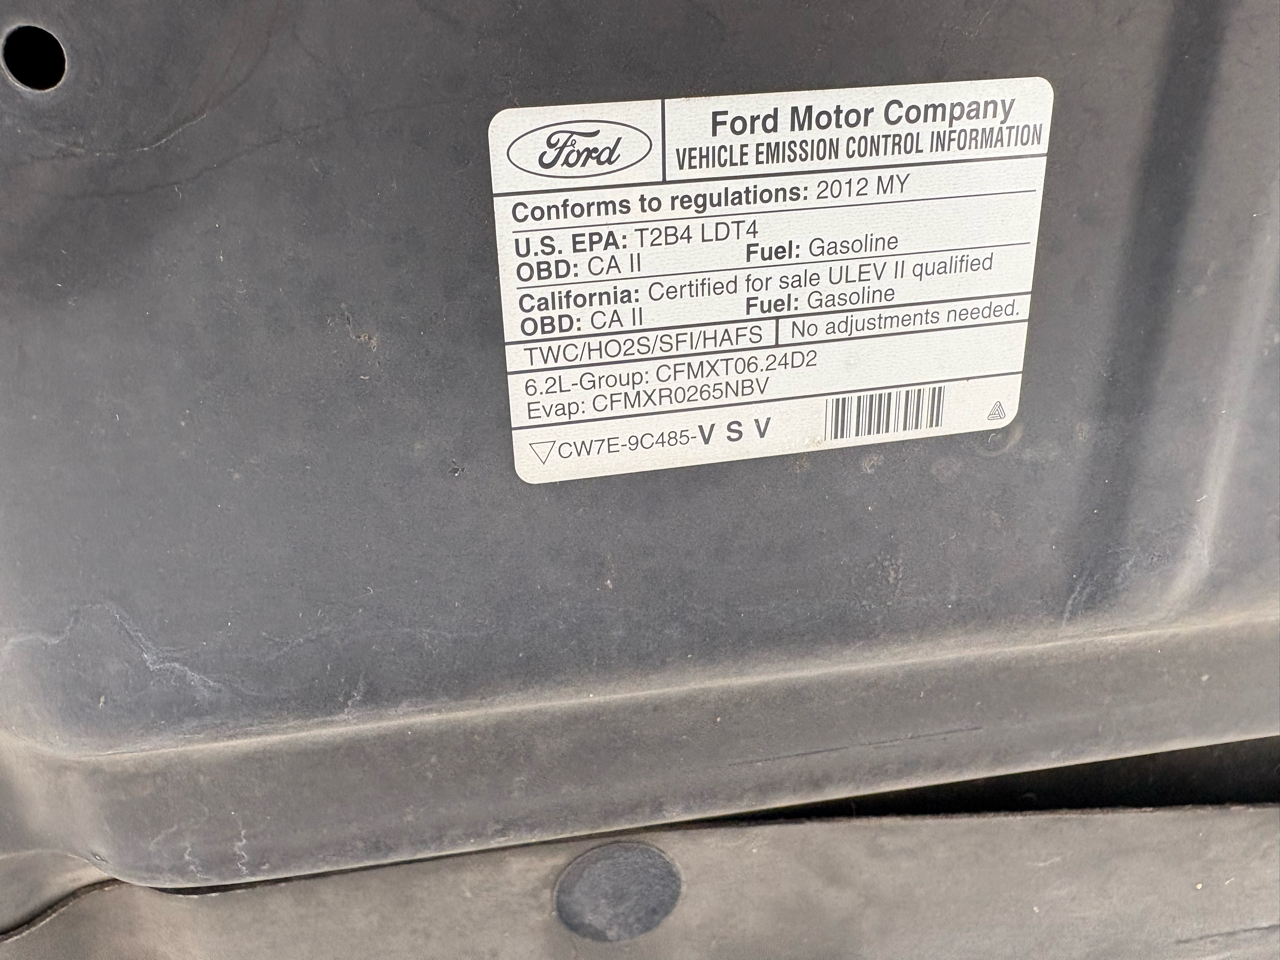 Ford
Ford Motor Company
VEHICLE EMISSION CONTROL INFORMATION
Conforms to regulations: 2012 MY
U.S. EPA: T2B4 LDT4
OBD: CA II Fuel: Gasoline
California: Certified for sale ULEV II qualified
OBD: CA II Fuel: Gasoline
TWC/HO2S/SFI/HAFS No adjustments needed.
6.2L-Group: CFMXT06.24D2
Evap: CFMXR0265NBV
CW7E-9C485-V S V